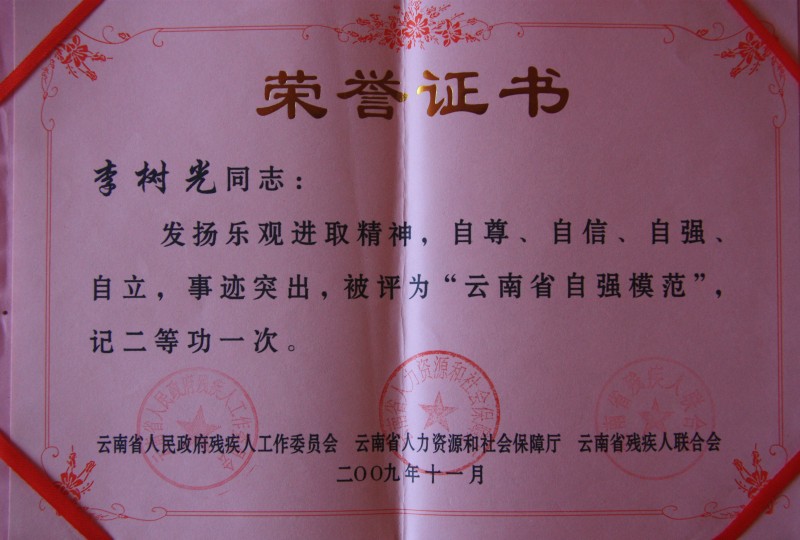 荣誉证书
李树光同志：
发扬乐观进取精神，自尊、自信、自强、
自立，事迹突出，被评为“云南省自强模范”，
记二等功一次。
云南省人民政府残疾人工作委员会 云南省人力资源和社会保障厅 云南省残疾人联合会
二〇〇九年十一月